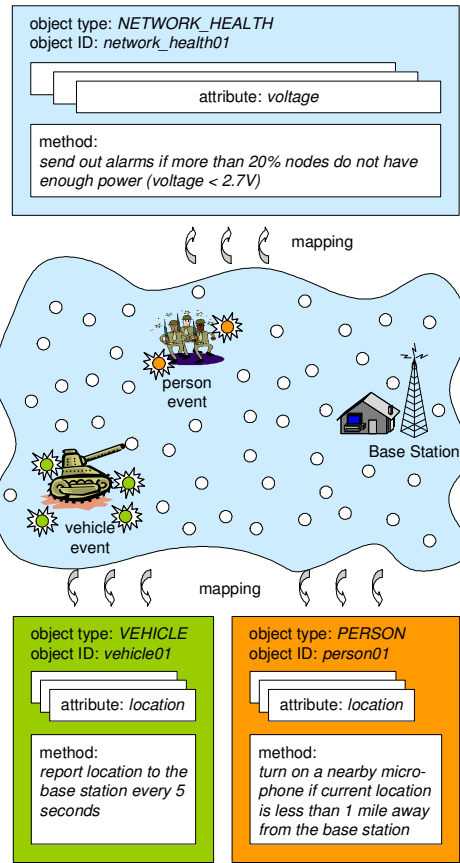 object type: NETWORK_HEALTH
object ID: network_health01
attribute: voltage
method:
send out alarms if more than 20% nodes do not have
enough power (voltage < 2.7V)
mapping
person
event
Base Station
vehicle
event
mapping
object type: VEHICLE
object ID: vehicle01
attribute: location
method:
report location to the
base station every 5
seconds
object type: PERSON
object ID: person01
attribute: location
method:
turn on a nearby micro-
phone if current location
is less than 1 mile away
from the base station